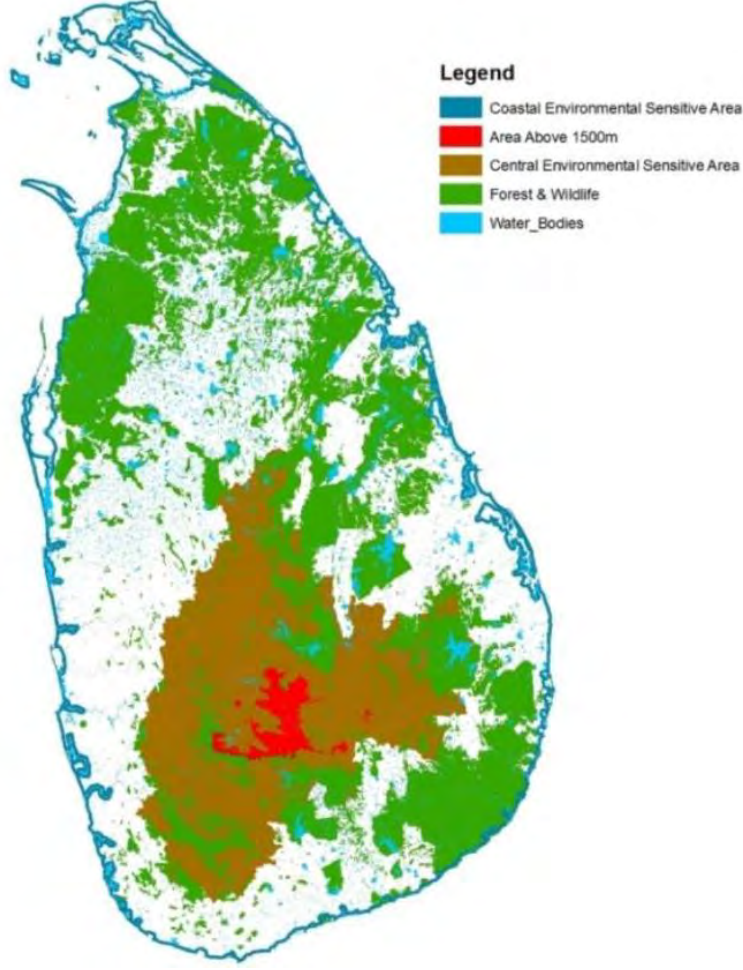 Legend
Coastal Environmental Sensitive Area
Area Above 1500m
Central Environmental Sensitive Area
Forest & Wildlife
Water_Bodies